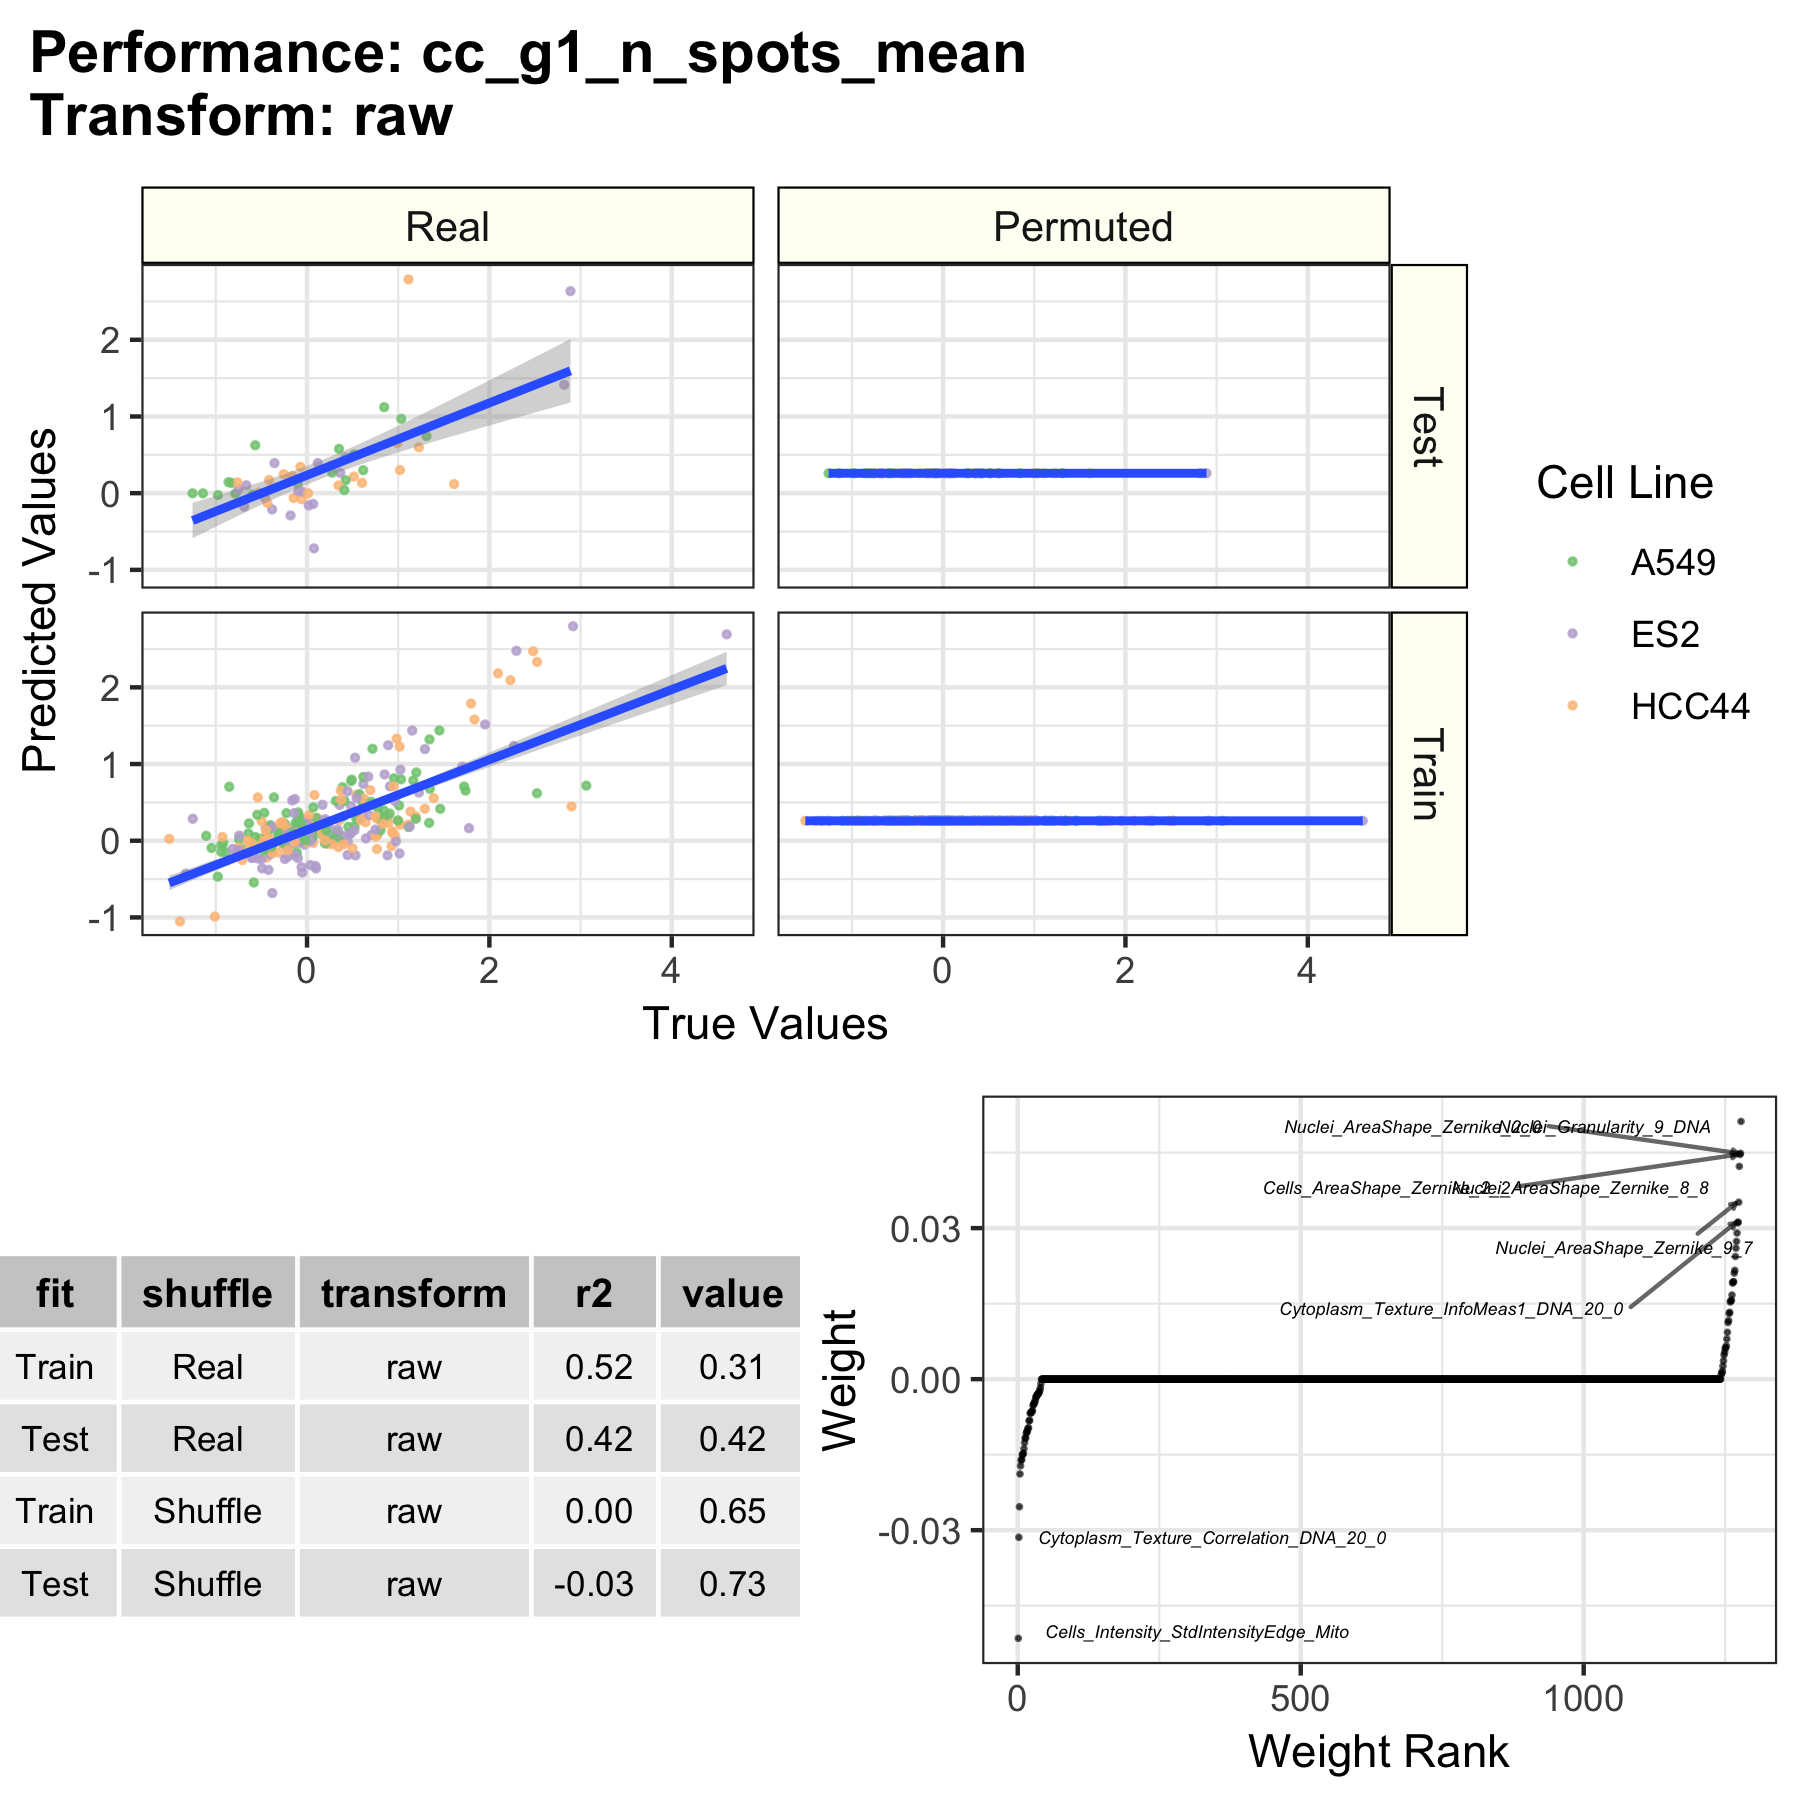 Performance: cc_g1_n_spots_mean
Transform: raw
Real
Permuted
2
1
0
-1
Test
2
1
0
-1
Train
0
2
4
0
2
4
Predicted Values
True Values
Cell Line
A549
ES2
HCC44
fit shuffle transform r2 value
Train Real raw 0.52 0.31
Test Real raw 0.42 0.42
Train Shuffle raw 0.00 0.65
Test Shuffle raw -0.03 0.73
Weight
0.03
0.00
-0.03
Nuclei_AreaShape_Zernike_2_0
Nuclei_Granularity_9_DNA
Cells_AreaShape_Zernike_2_2
Nuclei_AreaShape_Zernike_8_8
Nuclei_AreaShape_Zernike_9_7
Cytoplasm_Texture_InfoMeas1_DNA_20_0
Cytoplasm_Texture_Correlation_DNA_20_0
Cells_Intensity_StdIntensityEdge_Mito
0
500
1000
Weight Rank